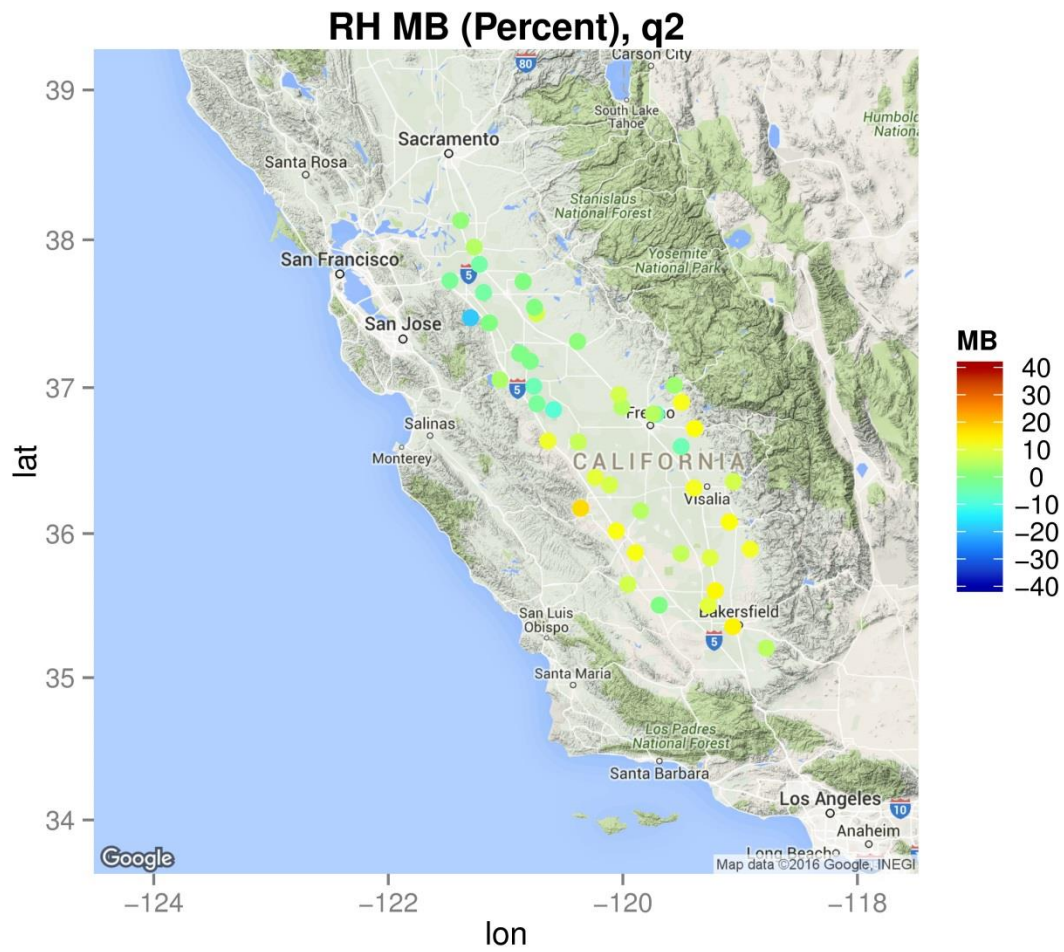 RH MB (Percent), q2
39
38
37
36
35
34
lat
80
Carson City
South Lake
Tahoe
Sacramento
Santa Rosa
Stanislaus
National Forest
San Francisco
5
Yosemite
National Park
San Jose
5
Salinas
Monterey
Fresno
CALIFORNIA
Visalia
San Luis
Obispo
Bakersfield
5
Santa Maria
Los Padres
National Forest
Santa Barbara
Los Angeles
10
Anaheim
Long Beach
Google
Map data ©2016 Google, INEGI
−124
−122
−120
−118
lon
MB
40
30
20
10
0
−10
−20
−30
−40